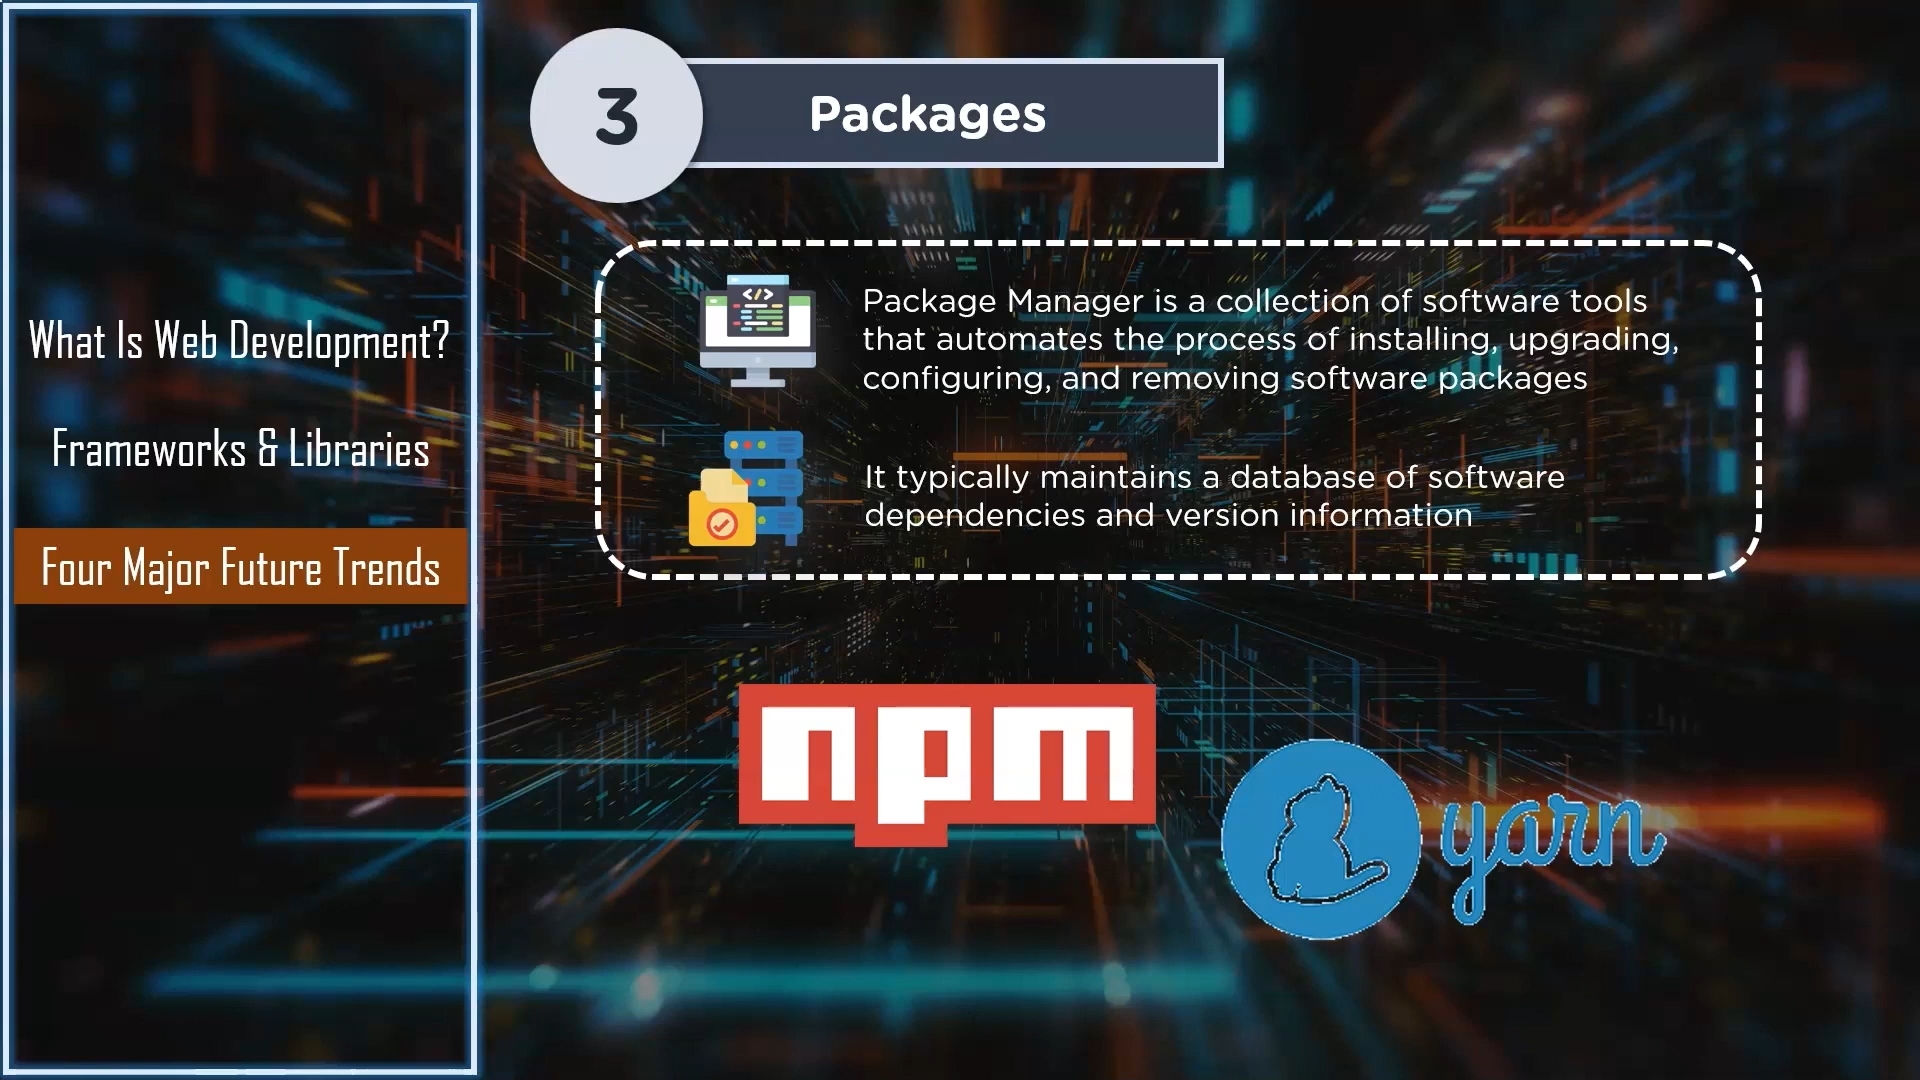 What Is Web Development?
Frameworks & Libraries
Four Major Future Trends
3
Packages
</>
Package Manager is a collection of software tools
that automates the process of installing, upgrading,
configuring, and removing software packages
It typically maintains a database of software
dependencies and version information
npm
yarn